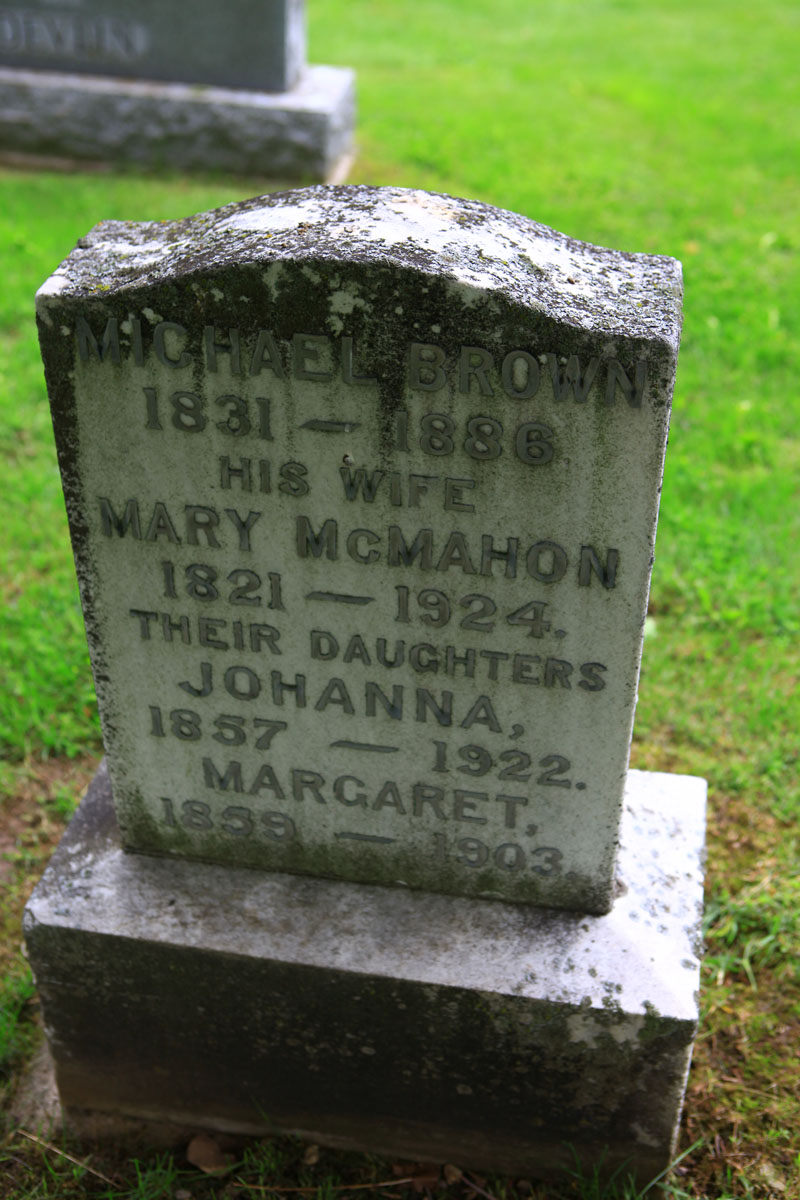 MICHAEL BROWN
1831 — 1886
HIS WIFE
MARY McMAHON
1821 — 1924.
THEIR DAUGHTERS
JOHANNA,
1857 — 1922.
MARGARET,
1859 — 1903.